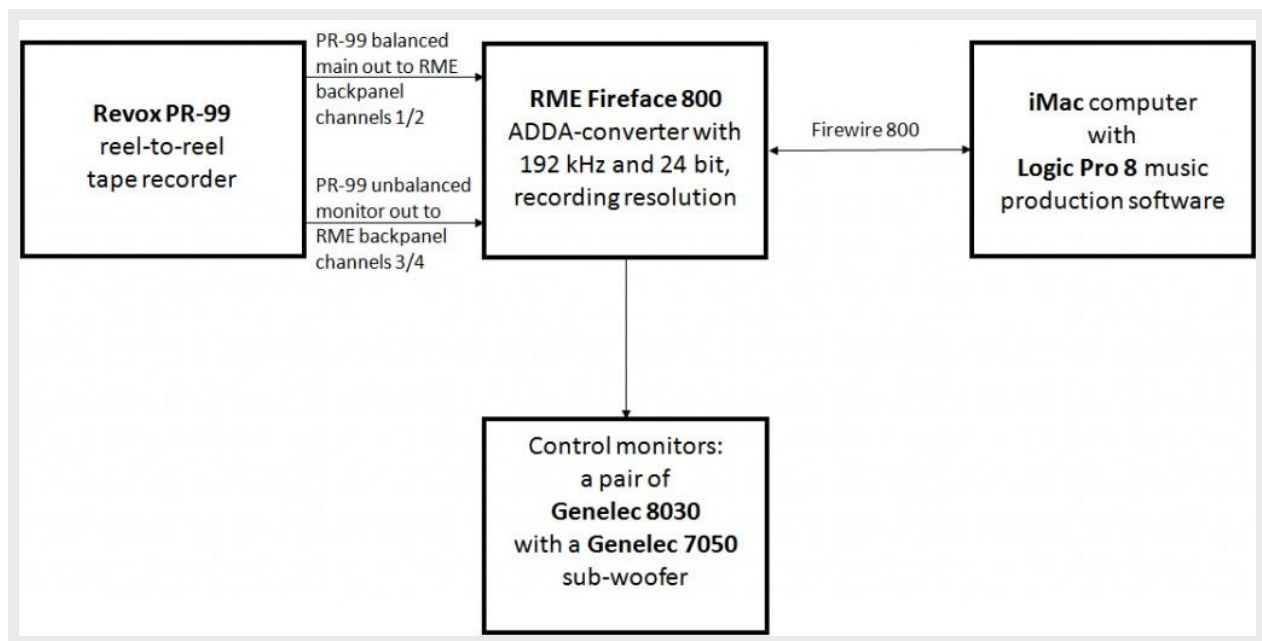 Revox PR-99
reel-to-reel
tape recorder
PR-99 balanced
main out to RME
backpanel
channels 1/2
PR-99 unbalanced
monitor out to
RME backpanel
channels 3/4
RME Fireface 800
ADDA-converter with
192 kHz and 24 bit,
recording resolution
Firewire 800
iMac computer
with
Logic Pro 8 music
production software
Control monitors:
a pair of
Genelec 8030
with a Genelec 7050
sub-woofer